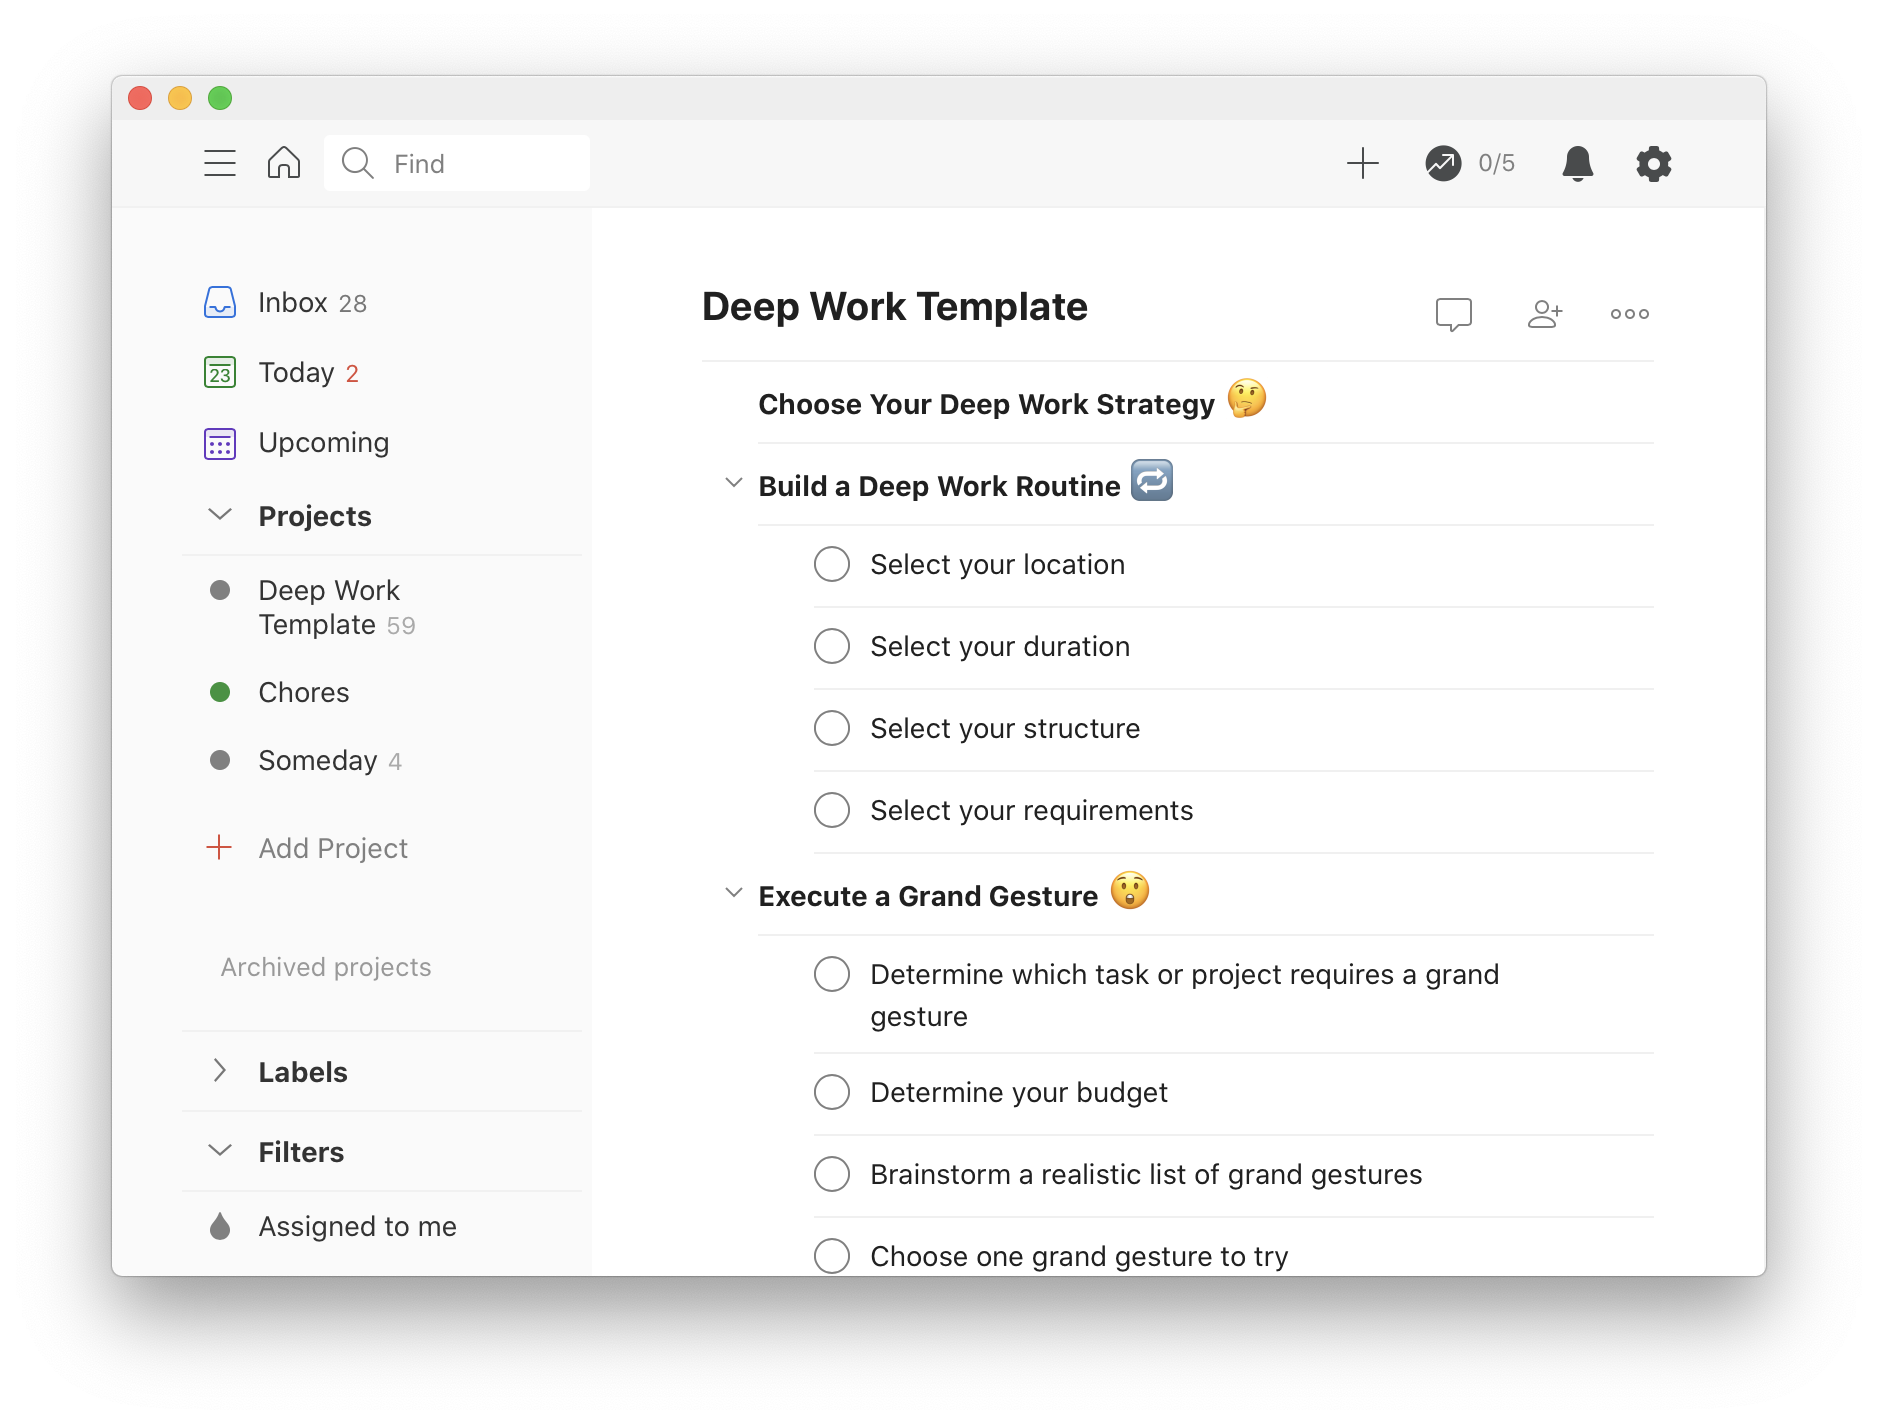 Find
0/5
Inbox 28
23
Today 2
Upcoming
Projects
Deep Work
Template 59
Chores
Someday 4
Add Project
Archived projects
Labels
Filters
Assigned to me
Deep Work Template
Choose Your Deep Work Strategy 🤔
Build a Deep Work Routine 🔁
Select your location
Select your duration
Select your structure
Select your requirements
Execute a Grand Gesture 😲
Determine which task or project requires a grand
gesture
Determine your budget
Brainstorm a realistic list of grand gestures
Choose one grand gesture to try